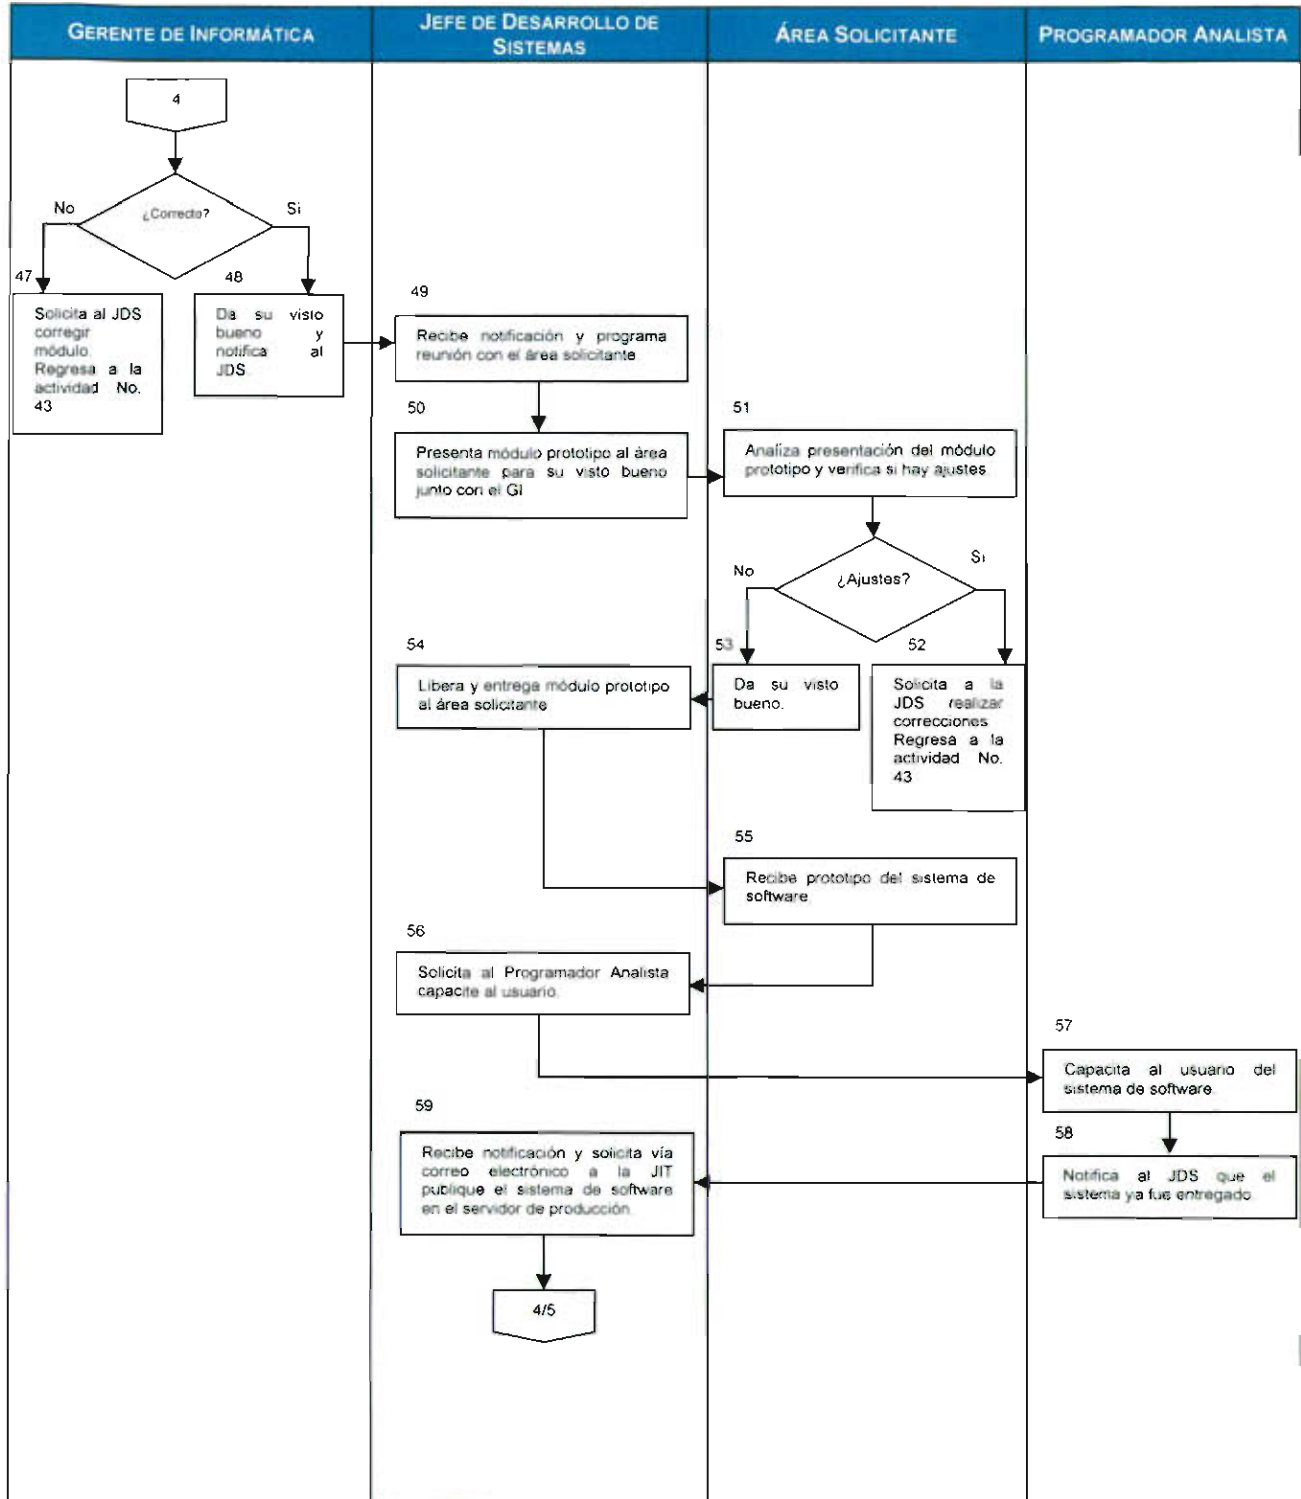 GERENTE DE INFORMÁTICA
JEFE DE DESARROLLO DE
SISTEMAS
ÁREA SOLICITANTE
PROGRAMADOR ANALISTA
4
¿Correcto?
No
Si
47
Solicita al JDS
corregir
módulo.
Regresa a la
actividad No.
43
48
Da su visto
bueno y
notifica al
JDS.
49
Recibe notificación y programa
reunión con el área solicitante
50
Presenta módulo prototipo al área
solicitante para su visto bueno
junto con el GI
51
Analiza presentación del módulo
prototipo y verifica si hay ajustes
¿Ajustes?
No
Si
53
Da su visto
bueno.
52
Solicita a la
JDS realizar
correcciones
Regresa a la
actividad No.
43
54
Libera y entrega módulo prototipo
al área solicitante
55
Recibe prototipo del sistema de
software
56
Solicita al Programador Analista
capacite al usuario.
57
Capacita al usuario del
sistema de software.
58
Notifica al JDS que el
sistema ya fue entregado
59
Recibe notificación y solicita vía
correo electrónico a la JIT
publique el sistema de software
en el servidor de producción
4/5